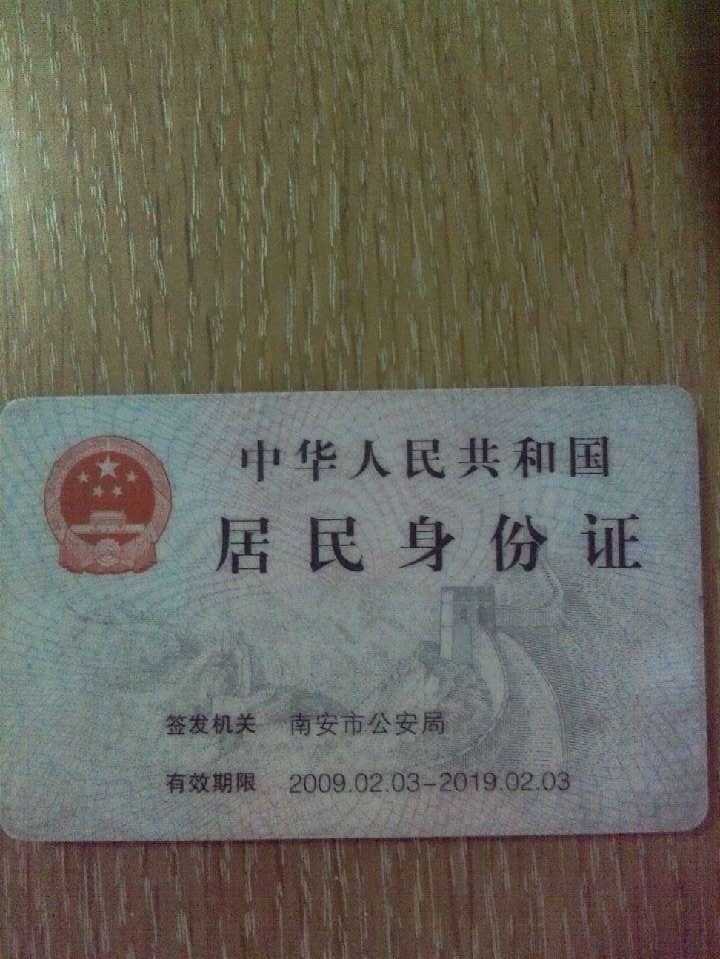 中华人民共和国
居民身份证
签发机关 南安市公安局
有效期限 2009.02.03-2019.02.03